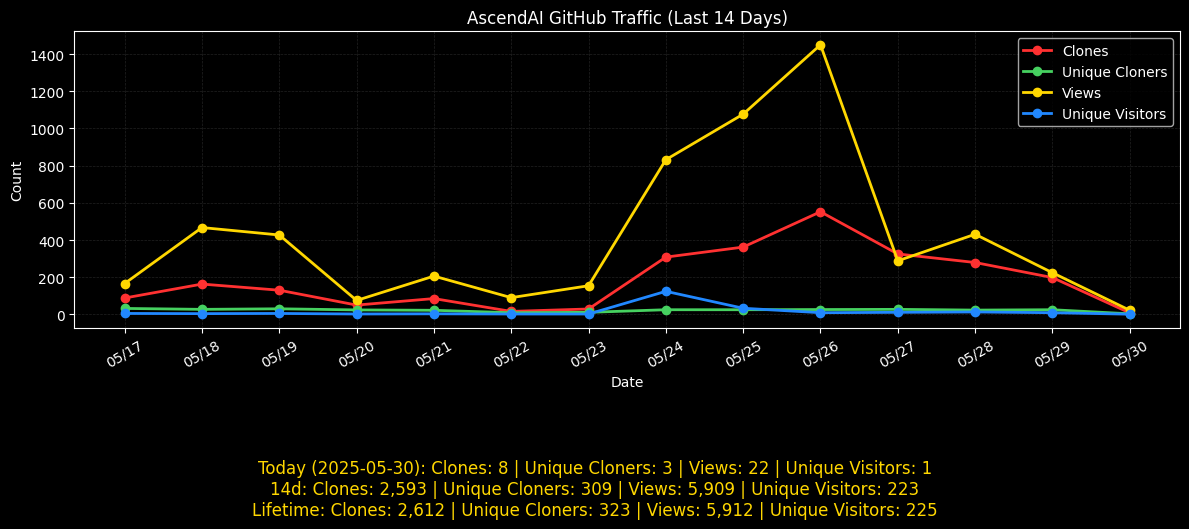 AscendAI GitHub Traffic (Last 14 Days)
Clones
Unique Cloners
Views
Unique Visitors
Count
1400
1200
1000
800
600
400
200
0
05/17 05/18 05/19 05/20 05/21 05/22 05/23 05/24 05/25 05/26 05/27 05/28 05/29 05/30
Date
Today (2025-05-30): Clones: 8 | Unique Cloners: 3 | Views: 22 | Unique Visitors: 1
14d: Clones: 2,593 | Unique Cloners: 309 | Views: 5,909 | Unique Visitors: 223
Lifetime: Clones: 2,612 | Unique Cloners: 323 | Views: 5,912 | Unique Visitors: 225